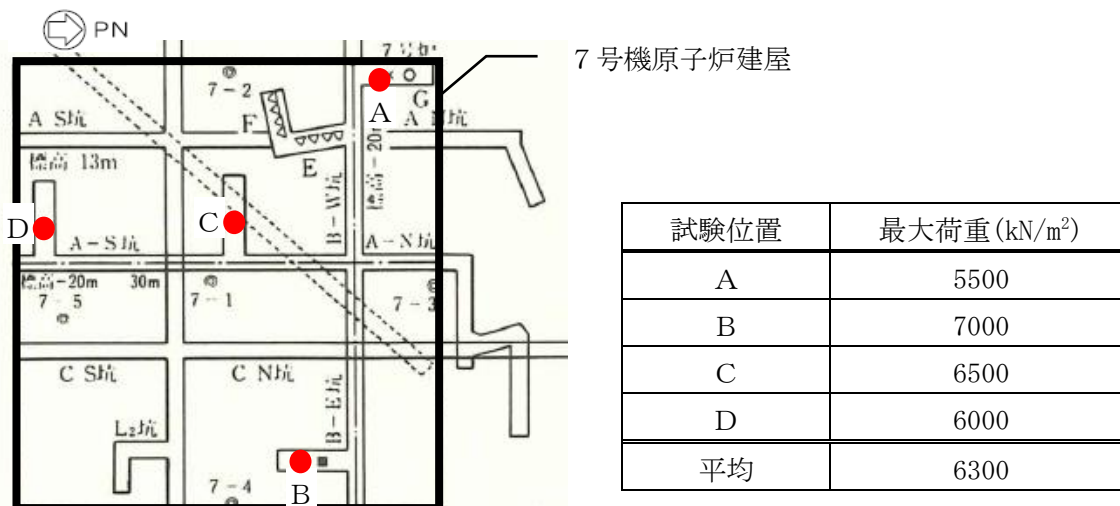 PN
7号機原子炉建屋
7-2
A
G
F
A S坑
標高 13m
E
標高-20m
B-W坑
D
C
A-S坑
A-N坑
標高-20m
30m
7-5
7-1
7-3
C S坑
C N坑
B-E坑
L₂坑
7-4
B
試験位置 最大荷重(kN/m²)
A 5500
B 7000
C 6500
D 6000
平均 6300